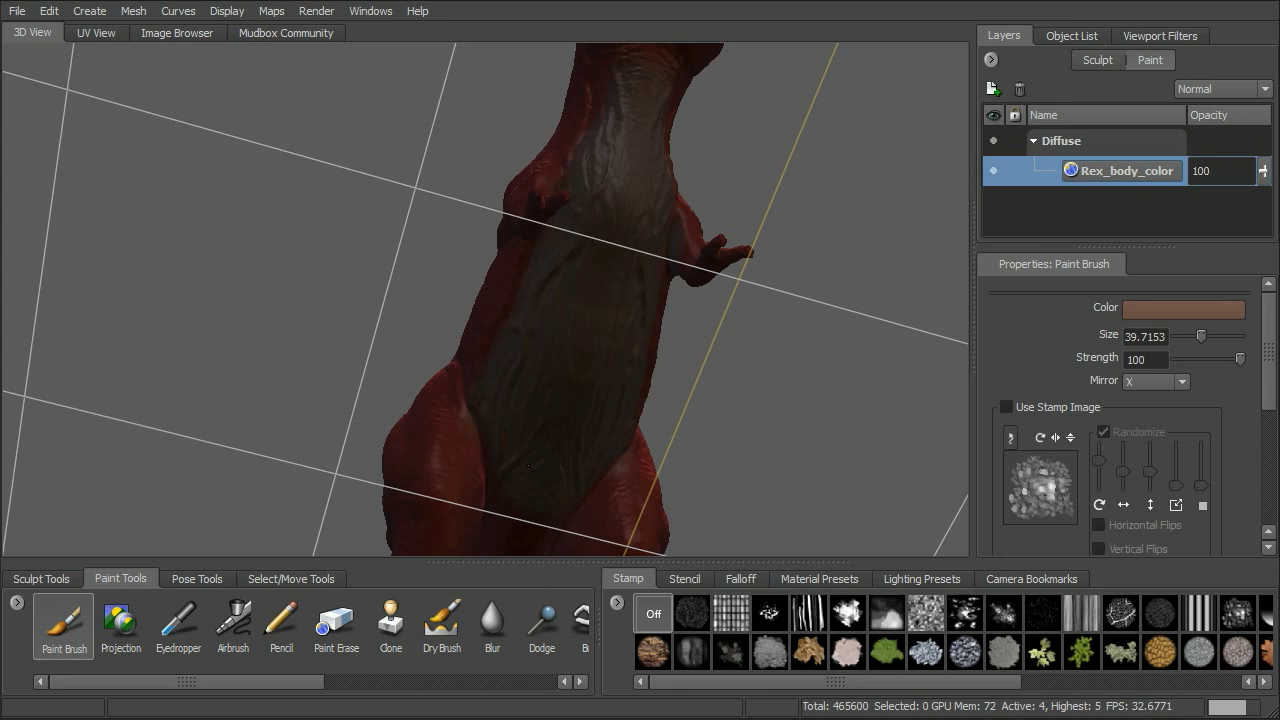 File Edit Create Mesh Curves Display Maps Render Windows Help
3D View UV View Image Browser Mudbox Community
Layers Object List Viewport Filters
Sculpt Paint
Normal
Name Opacity
Diffuse
Rex_body_color 100
Properties: Paint Brush
Color
Size 39.7153
Strength 100
Mirror X
Use Stamp Image
Randomize
Horizontal Flips
Vertical Flips
Sculpt Tools Paint Tools Pose Tools Select/Move Tools
Stamp Stencil Falloff Material Presets Lighting Presets Camera Bookmarks
Off
Paint Brush Projection Eyedropper Airbrush Pencil Paint Erase Clone Dry Brush Blur Dodge
Total: 465600 Selected: 0 GPU Mem: 72 Active: 4, Highest: 5 FPS: 32.6771